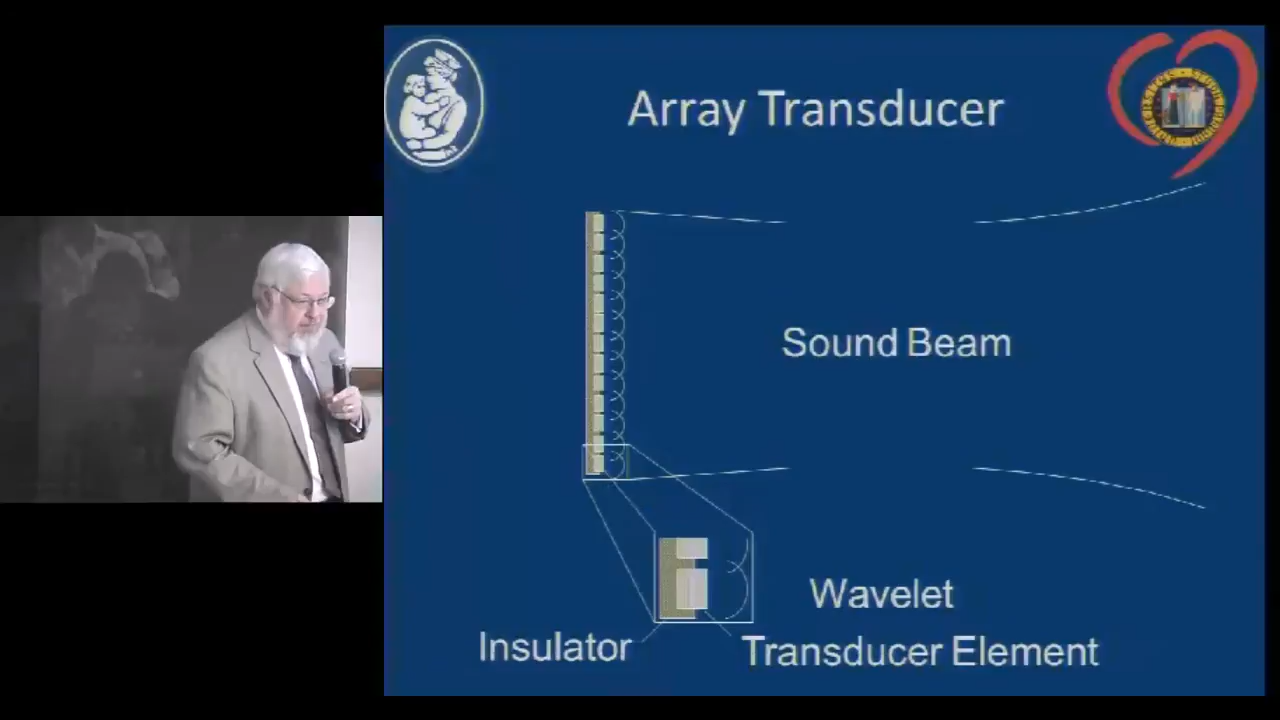 Array Transducer
Sound Beam
Wavelet
Insulator
Transducer Element